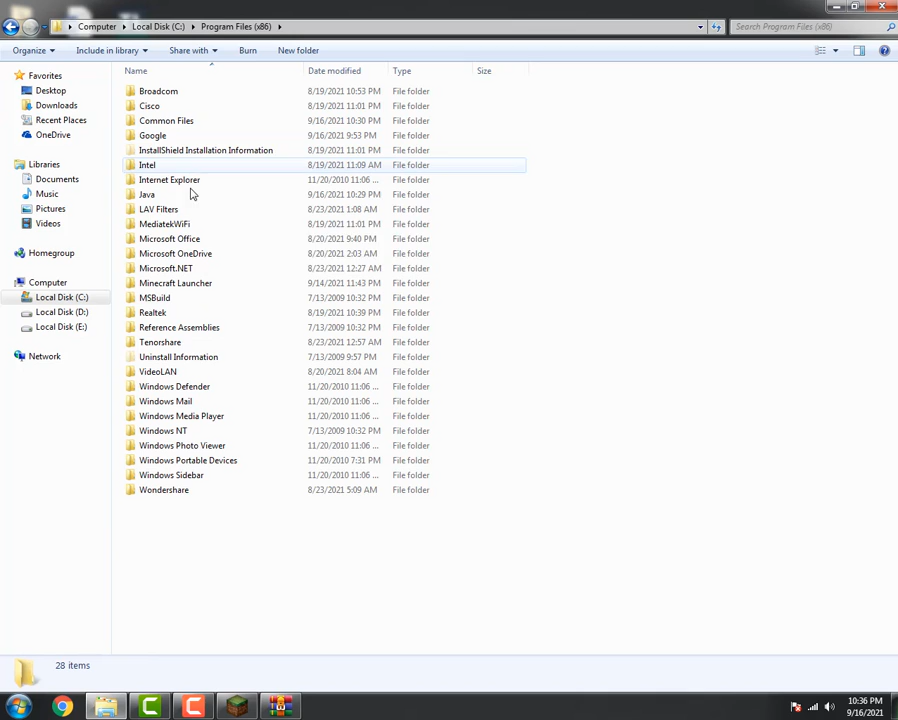 Computer Local Disk (C:) Program Files (x86) Search Program Files (x86)
Organize Include in library Share with Burn New folder
Name Date modified Type Size
Favorites
Desktop
Downloads
Recent Places
OneDrive
Libraries
Documents
Music
Pictures
Videos
Homegroup
Computer
Local Disk (C:)
Local Disk (D:)
Local Disk (E:)
Network
Broadcom 8/19/2021 10:53 PM File folder
Cisco 8/19/2021 11:01 PM File folder
Common Files 9/16/2021 10:30 PM File folder
Google 9/16/2021 9:53 PM File folder
InstallShield Installation Information 8/19/2021 11:01 PM File folder
Intel 8/19/2021 11:09 AM File folder
Internet Explorer 11/20/2010 11:06 ... File folder
Java 9/16/2021 10:29 PM File folder
LAV Filters 8/23/2021 1:08 AM File folder
MediatekWiFi 8/19/2021 11:01 PM File folder
Microsoft Office 8/20/2021 9:40 PM File folder
Microsoft OneDrive 8/20/2021 2:03 AM File folder
Microsoft.NET 8/23/2021 12:27 AM File folder
Minecraft Launcher 9/14/2021 11:43 PM File folder
MSBuild 7/13/2009 10:32 PM File folder
Realtek 8/19/2021 10:39 PM File folder
Reference Assemblies 7/13/2009 10:32 PM File folder
Tenorshare 8/23/2021 12:57 AM File folder
Uninstall Information 7/13/2009 9:57 PM File folder
VideoLAN 8/20/2021 8:04 AM File folder
Windows Defender 11/20/2010 11:06 ... File folder
Windows Mail 11/20/2010 11:06 ... File folder
Windows Media Player 11/20/2010 11:06 ... File folder
Windows NT 7/13/2009 10:32 PM File folder
Windows Photo Viewer 11/20/2010 11:06 ... File folder
Windows Portable Devices 11/20/2010 7:31 PM File folder
Windows Sidebar 11/20/2010 11:06 ... File folder
Wondershare 8/23/2021 5:09 AM File folder
28 items
10:36 PM
9/16/2021